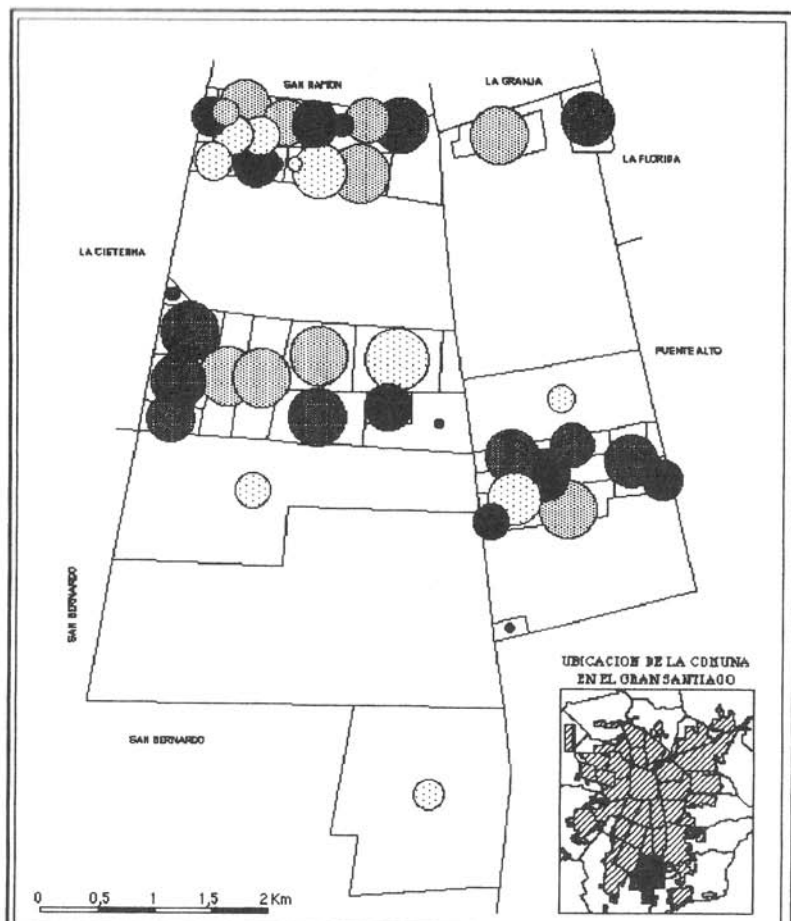 SAN RAMON
LA GRANJA
LA FLORIDA
LA CISTERNA
PUENTE ALTO
SAN BERNARDO
SAN BERNARDO
UBICACION DE LA COMUNA
EN EL GRAN SANTIAGO
0 0,5 1 1,5 2 Km